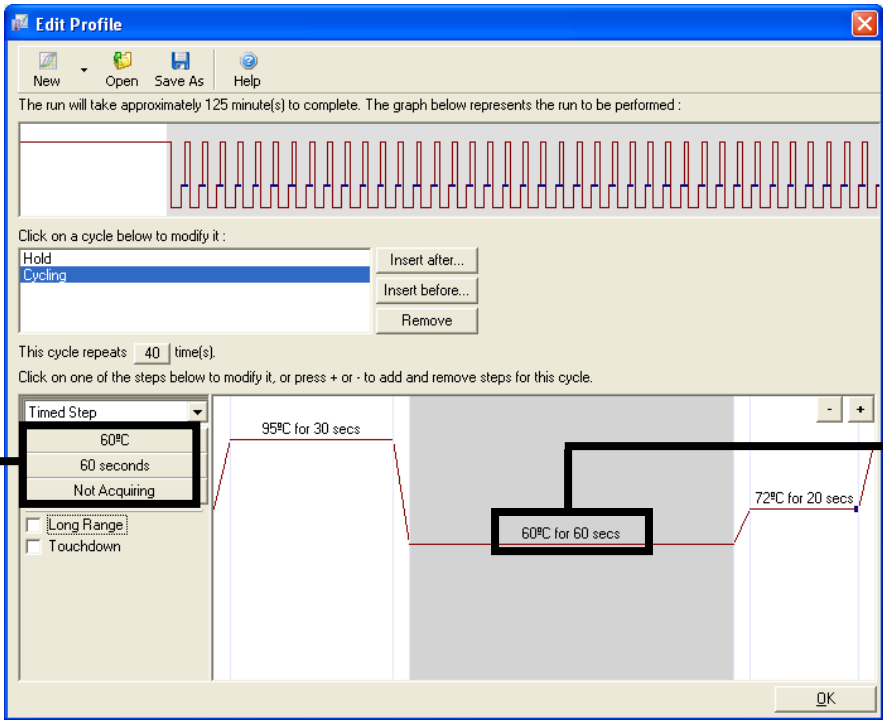 Edit Profile
New Open Save As Help
The run will take approximately 125 minute(s) to complete. The graph below represents the run to be performed :
Click on a cycle below to modify it :
Hold
Cycling
Insert after...
Insert before...
Remove
This cycle repeats 40 time(s).
Click on one of the steps below to modify it, or press + or - to add and remove steps for this cycle.
Timed Step
60ºC
60 seconds
Not Acquiring
Long Range
Touchdown
- +
95ºC for 30 secs
60ºC for 60 secs
72ºC for 20 secs
OK